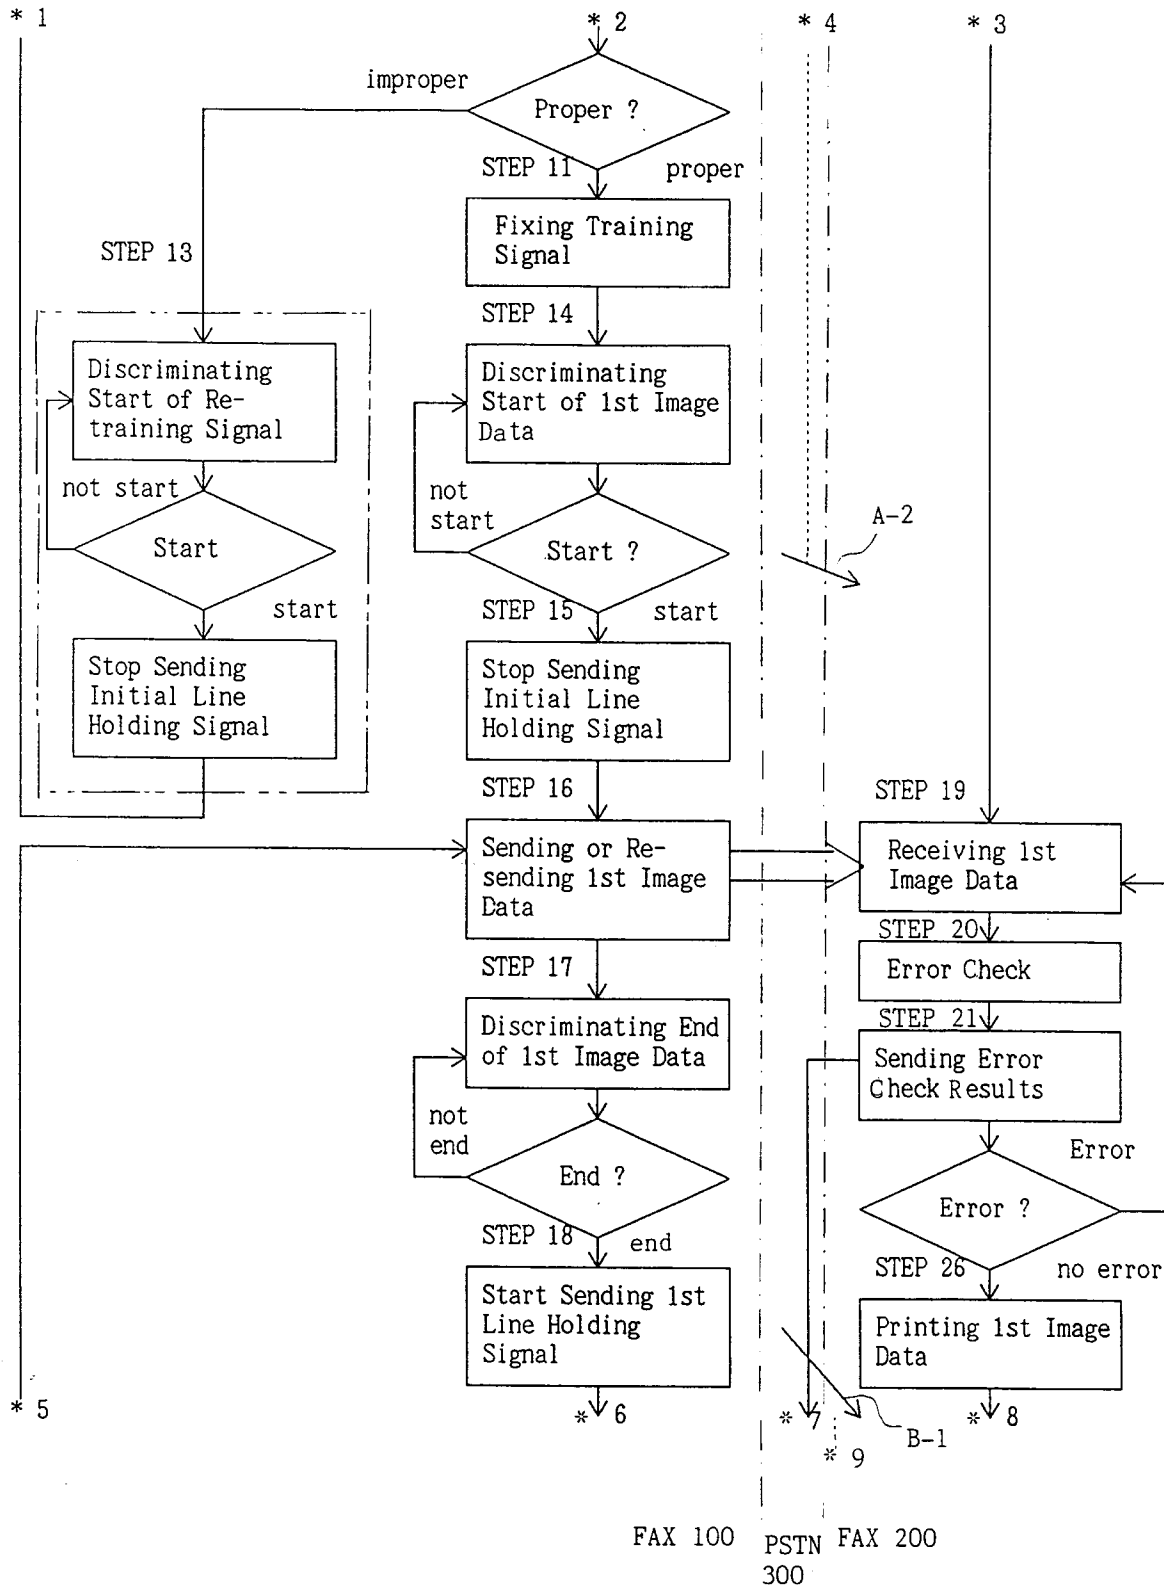 * 1
* 2
* 4
* 3
improper
Proper ?
STEP 11
proper
Fixing Training
Signal
STEP 13
STEP 14
Discriminating
Start of Re-
training Signal
Discriminating
Start of 1st Image
Data
not start
not
start
A-2
Start
Start ?
start
STEP 15
start
Stop Sending
Initial Line
Holding Signal
Stop Sending
Initial Line
Holding Signal
STEP 16
STEP 19
Sending or Re-
sending 1st Image
Data
Receiving 1st
Image Data
STEP 20
Error Check
STEP 17
STEP 21
Discriminating End
of 1st Image Data
Sending Error
Check Results
not
end
Error
End ?
Error ?
STEP 18
end
STEP 26
no error
Start Sending 1st
Line Holding
Signal
Printing 1st Image
Data
* 5
* 6
* 7
* 8
B-1
* 9
FAX 100
PSTN
300
FAX 200